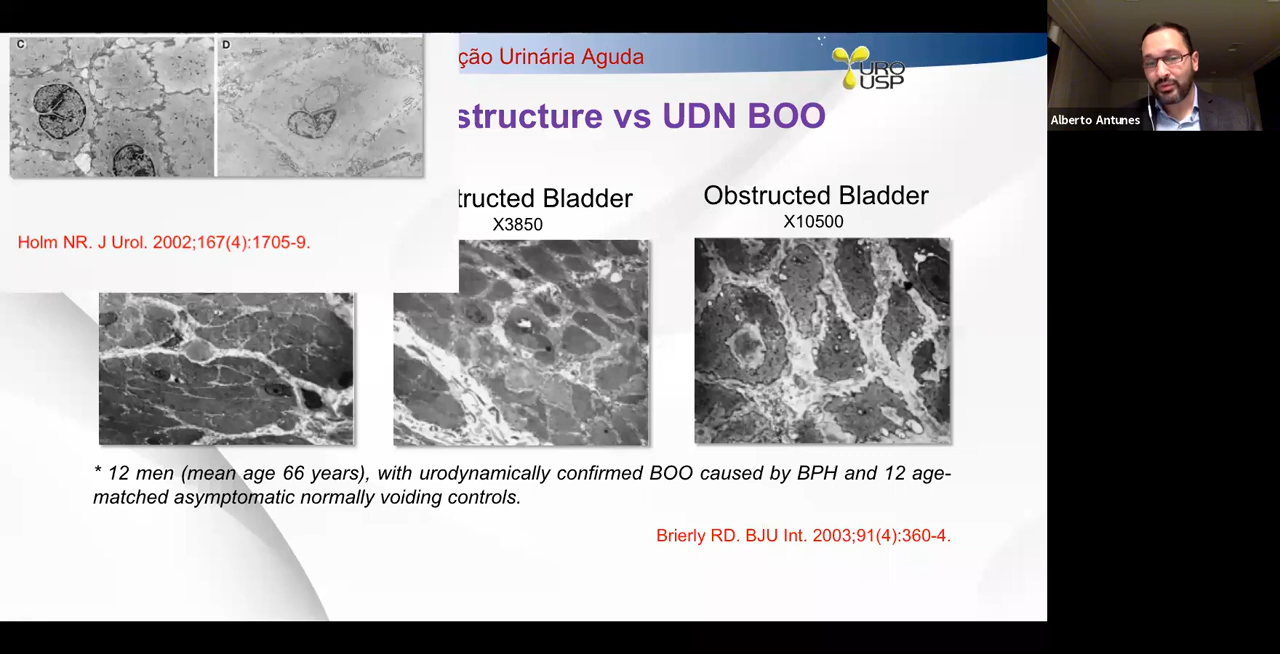 C
D
ção Urinária Aguda
URO
USP
structure vs UDN BOO
Alberto Antunes
tructed Bladder
X3850
Obstructed Bladder
X10500
Holm NR. J Urol. 2002;167(4):1705-9.
* 12 men (mean age 66 years), with urodynamically confirmed BOO caused by BPH and 12 age-
matched asymptomatic normally voiding controls.
Brierly RD. BJU Int. 2003;91(4):360-4.